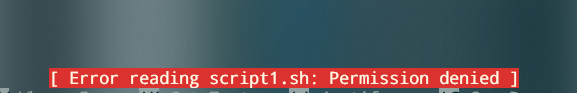 [ Error reading script1.sh: Permission denied ]